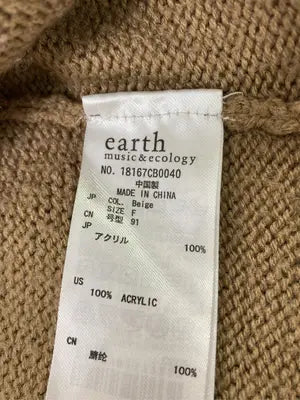 earth
music&ecology
NO. 18167CB0040
中国製
MADE IN CHINA
JP COL. Beige
SIZE F
CN 号型 91
JP アクリル 100%
US 100% ACRYLIC
CN 腈纶 100%